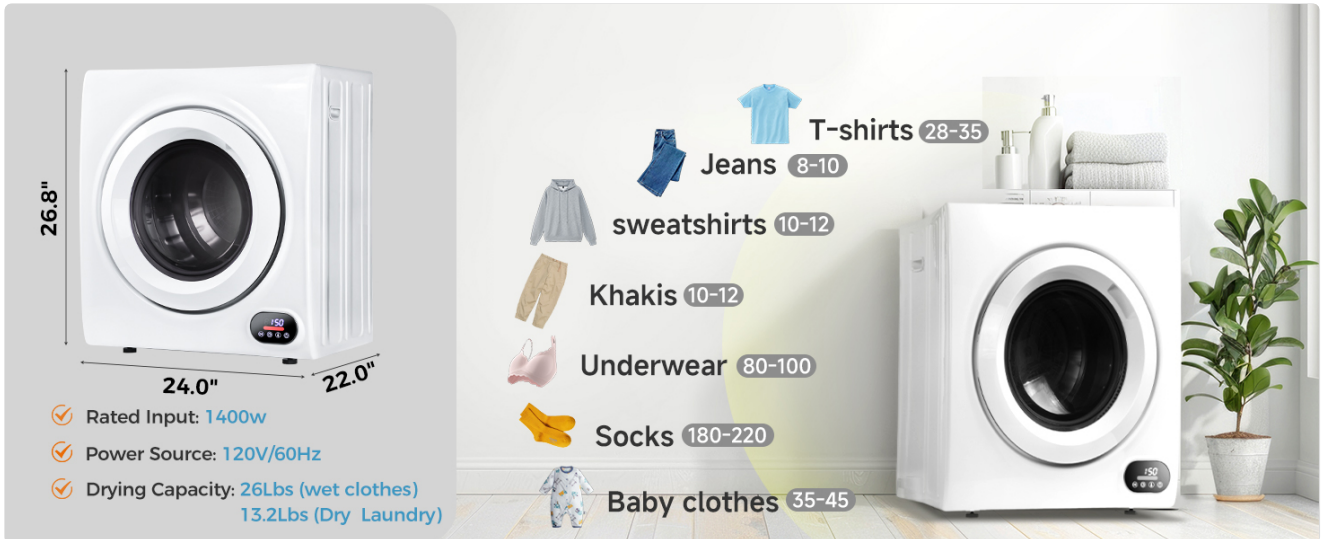 26.8"
24.0"
22.0"
150
Rated Input: 1400w
Power Source: 120V/60Hz
Drying Capacity: 26Lbs (wet clothes)
13.2Lbs (Dry Laundry)
T-shirts 28-35
Jeans 8-10
sweatshirts 10-12
Khakis 10-12
Underwear 80-100
Socks 180-220
Baby clothes 35-45
150